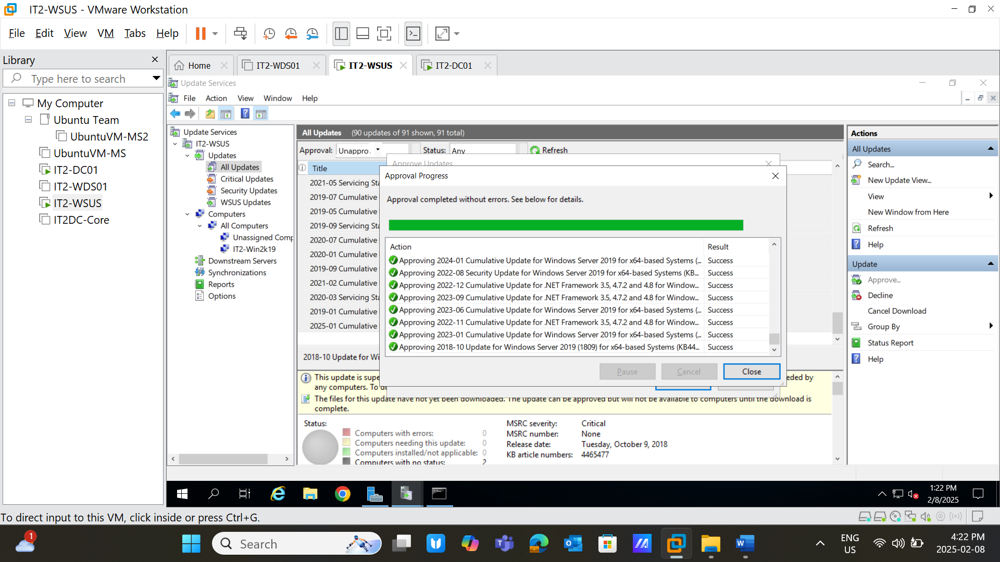 IT2-WSUS - VMware Workstation
File Edit View VM Tabs Help
Library
Type here to search
My Computer
Ubuntu Team
UbuntuVM-MS2
UbuntuVM-MS
IT2-DC01
IT2-WDS01
IT2-WSUS
IT2DC-Core
Home
IT2-WDS01
IT2-WSUS
IT2-DC01
Update Services
File Action View Window Help
Update Services
IT2-WSUS
Updates
All Updates
Critical Updates
Security Updates
WSUS Updates
Computers
All Computers
Unassigned Comp
IT2-Win2k19
Downstream Servers
Synchronizations
Reports
Options
All Updates (90 updates of 91 shown, 91 total)
Approval: Unappro Status: Any Refresh
Title
2021-05 Servicing Sta
2019-07 Cumulative
2019-05 Cumulative
2019-09 Servicing Sta
2020-07 Cumulative
2020-01 Cumulative
2019-09 Cumulative
2021-02 Cumulative
2020-03 Servicing Sta
2019-01 Cumulative
2025-01 Cumulative
Approve Updates
Approval Progress
Approval completed without errors. See below for details.
Action Result
Approving 2024-01 Cumulative Update for Windows Server 2019 for x64-based Systems (... Success
Approving 2022-08 Security Update for Windows Server 2019 for x64-based Systems (KB... Success
Approving 2022-12 Cumulative Update for .NET Framework 3.5, 4.7.2 and 4.8 for Window... Success
Approving 2023-09 Cumulative Update for .NET Framework 3.5, 4.7.2 and 4.8 for Window... Success
Approving 2023-06 Cumulative Update for Windows Server 2019 for x64-based Systems (... Success
Approving 2022-11 Cumulative Update for .NET Framework 3.5, 4.7.2 and 4.8 for Window... Success
Approving 2023-01 Cumulative Update for Windows Server 2019 for x64-based Systems (... Success
Approving 2018-10 Update for Windows Server 2019 (1809) for x64-based Systems (KB44... Success
Pause Cancel Close
2018-10 Update for Wi
This update is supe eded by
any computers. To d
The files for this update have not yet been downloaded. The update can be approved but will not be available to computers until the download is
complete.
Status:
Computers with errors: 0
Computers needing this update: 0
Computers installed/not applicable: 0
Computers with no status: 2
MSRC severity: Critical
MSRC number: None
Release date: Tuesday, October 9, 2018
KB article numbers: 4465477
Actions
All Updates
Search...
New Update View...
View
New Window from Here
Refresh
Help
Update
Approve...
Decline
Cancel Download
Group By
Status Report
Help
1:22 PM
2/8/2025
To direct input to this VM, click inside or press Ctrl+G.
1
Search
ENG
US
4:22 PM
2025-02-08